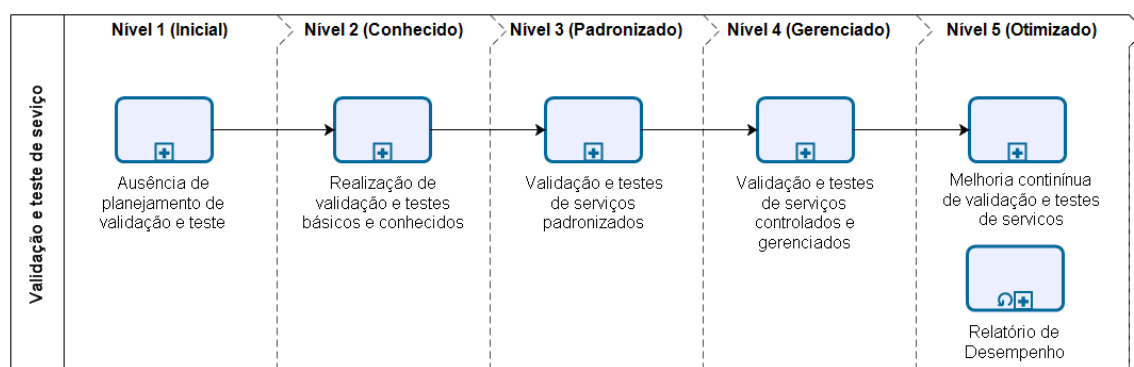 Nível 1 (Inicial)
Nível 2 (Conhecido)
Nível 3 (Padronizado)
Nível 4 (Gerenciado)
Nível 5 (Otimizado)
Validação e teste de seviço
Ausência de
planejamento de
validação e teste
Realização de
validação e testes
básicos e conhecidos
Validação e testes
de serviços
padronizados
Validação e testes
de serviços
controlados e
gerenciados
Melhoria continínua
de validação e testes
de servicos
Relatório de
Desempenho